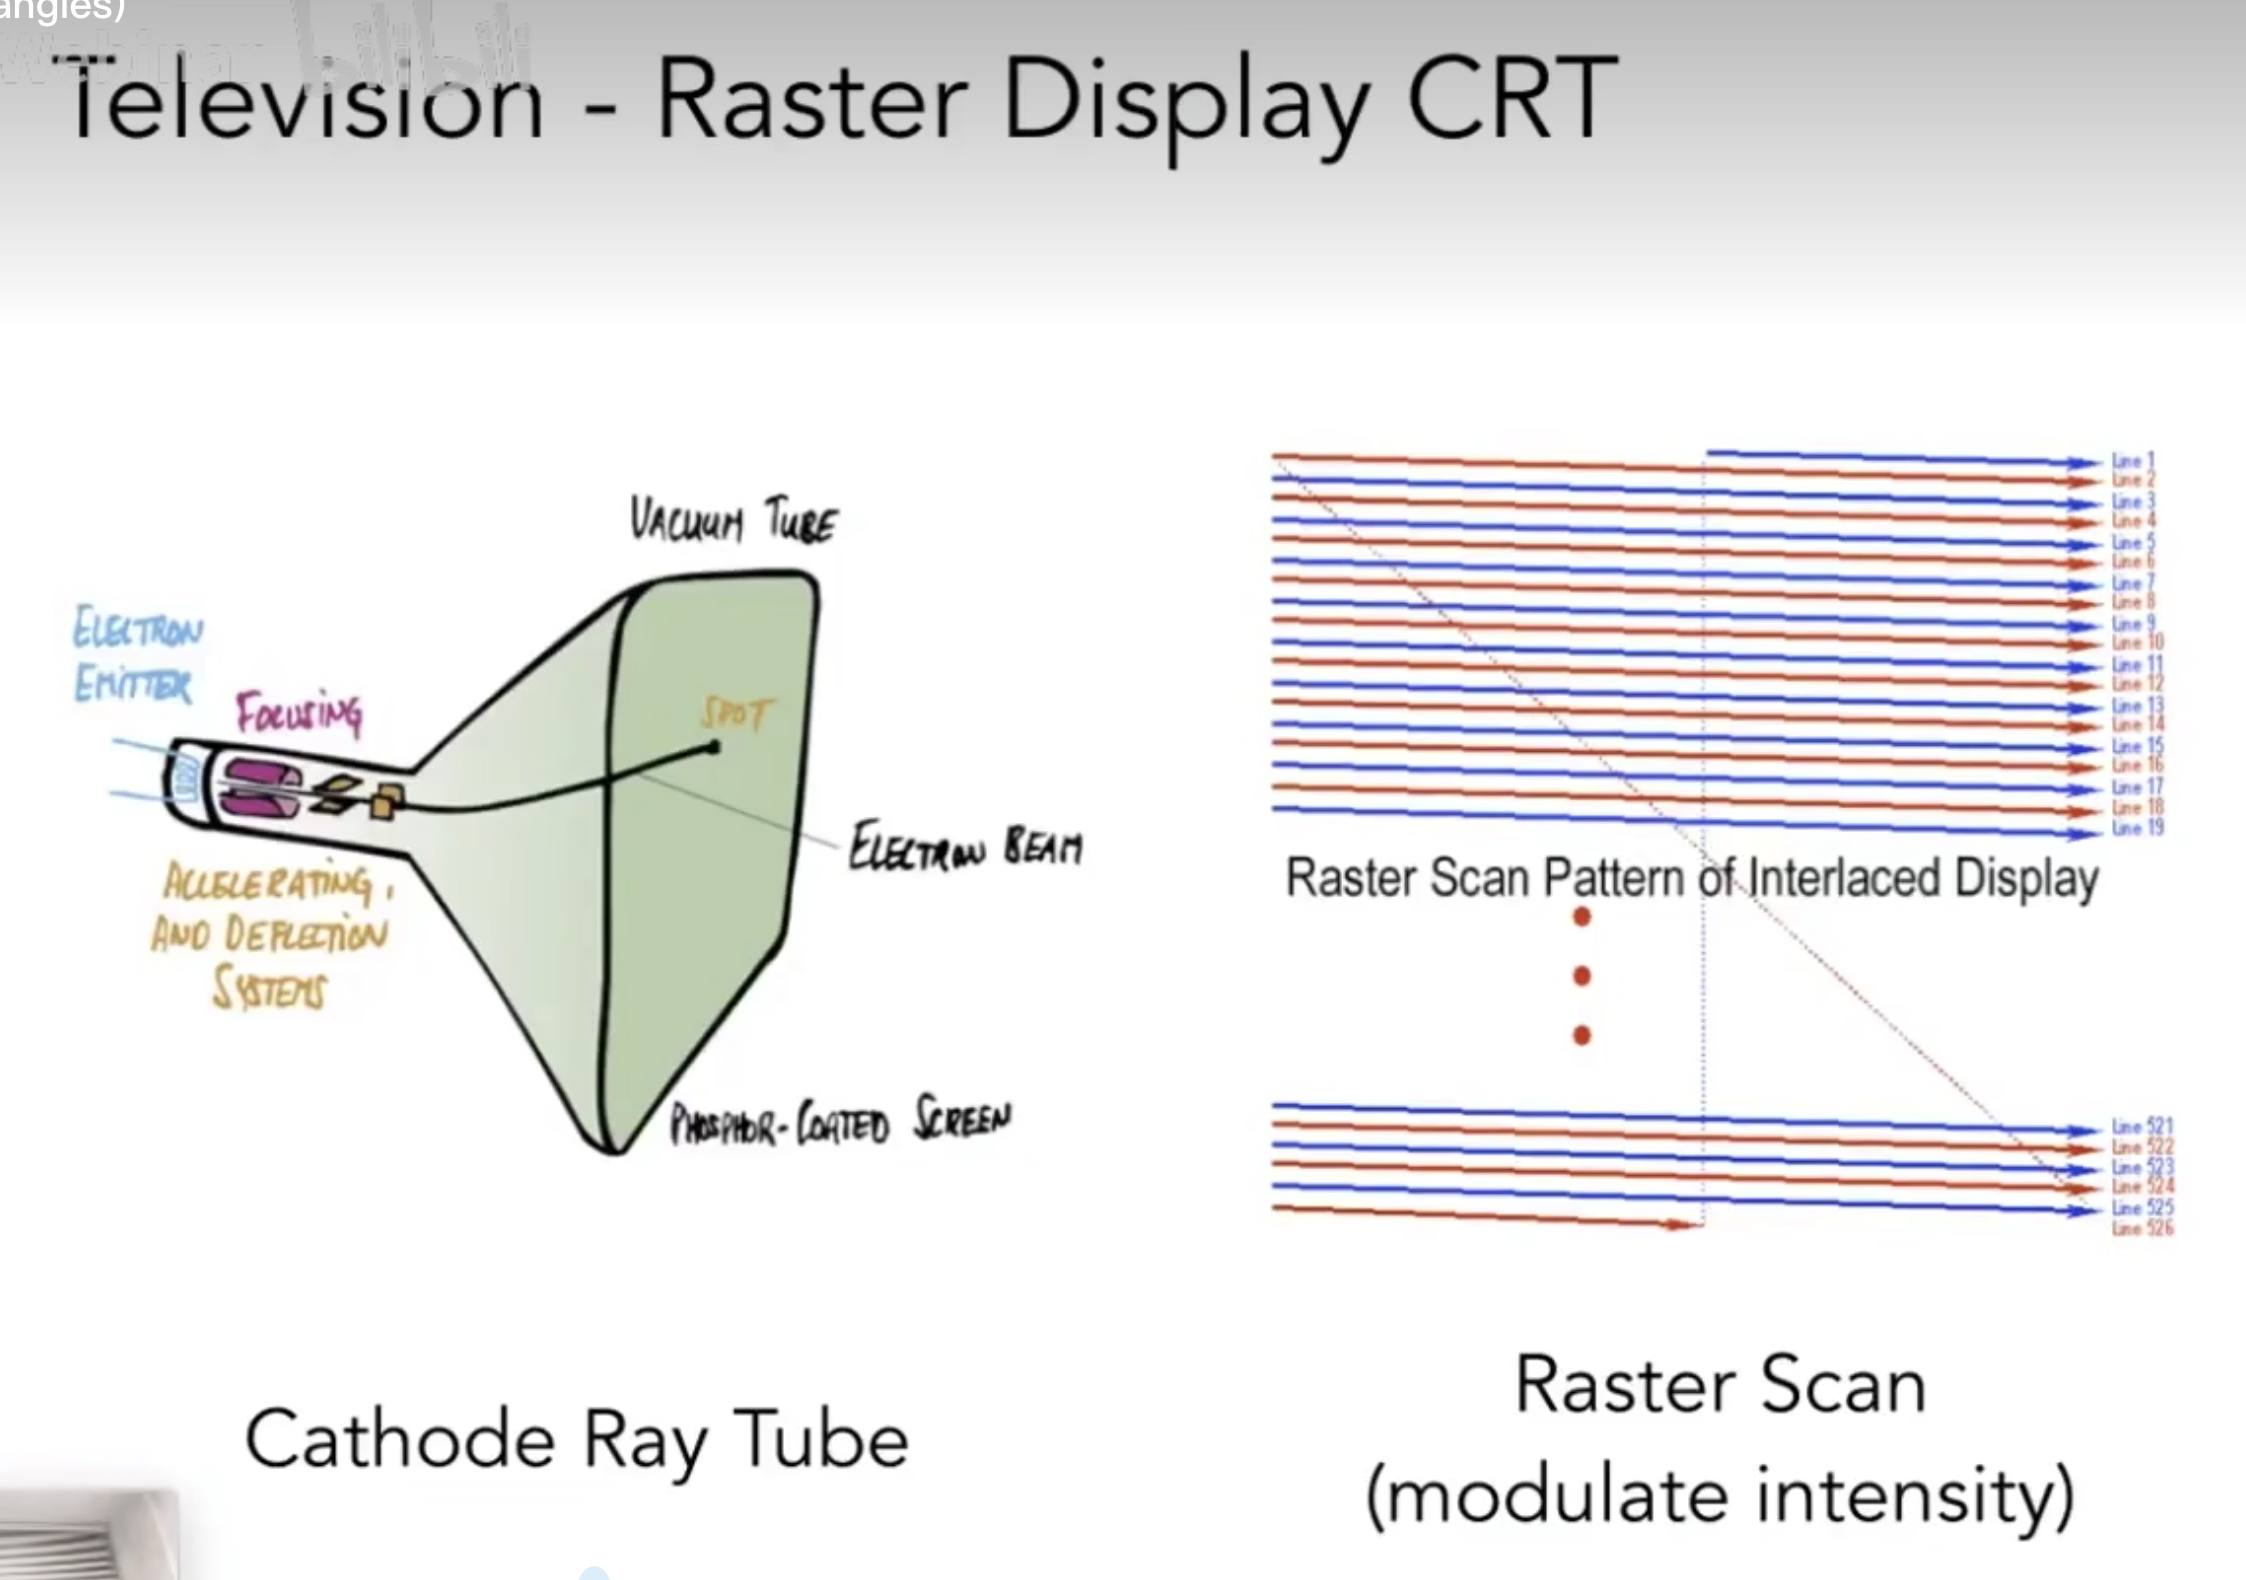 angles)
Webinar bilibili
Television - Raster Display CRT
VACUUM TUBE
ELECTRON
EMITTER
FOCUSING
SPOT
ELECTRON BEAM
ACCELERATING,
AND DEFLECTION
SYSTEMS
PHOSPHOR-COATED SCREEN
Cathode Ray Tube
Line 1
Line 2
Line 3
Line 4
Line 5
Line 6
Line 7
Line 8
Line 9
Line 10
Line 11
Line 12
Line 13
Line 14
Line 15
Line 16
Line 17
Line 18
Line 19
Raster Scan Pattern of Interlaced Display
Line 521
Line 522
Line 523
Line 524
Line 525
Line 526
Raster Scan
(modulate intensity)